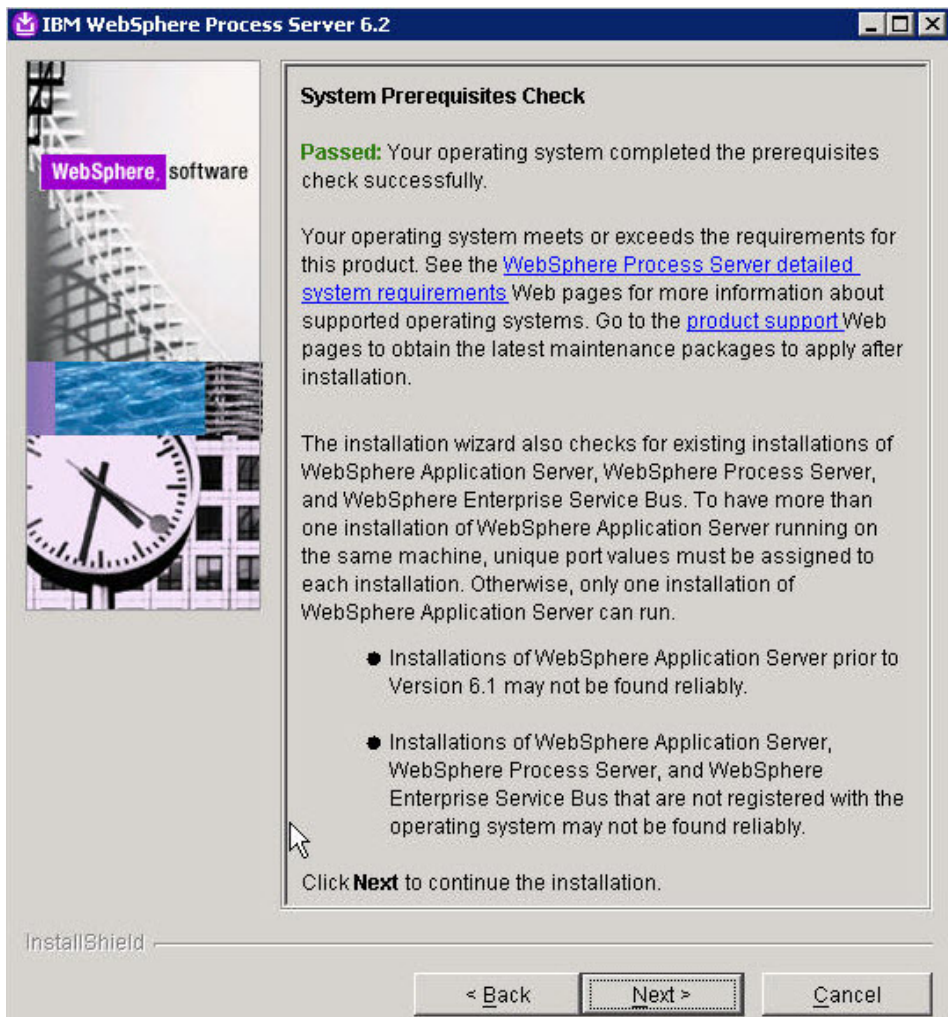 IBM WebSphere Process Server 6.2
WebSphere. software
System Prerequisites Check
Passed: Your operating system completed the prerequisites
check successfully.
Your operating system meets or exceeds the requirements for
this product. See the WebSphere Process Server detailed
system requirements Web pages for more information about
supported operating systems. Go to the product support Web
pages to obtain the latest maintenance packages to apply after
installation.
The installation wizard also checks for existing installations of
WebSphere Application Server, WebSphere Process Server,
and WebSphere Enterprise Service Bus. To have more than
one installation of WebSphere Application Server running on
the same machine, unique port values must be assigned to
each installation. Otherwise, only one installation of
WebSphere Application Server can run.
● Installations of WebSphere Application Server prior to
Version 6.1 may not be found reliably.
● Installations of WebSphere Application Server,
WebSphere Process Server, and WebSphere
Enterprise Service Bus that are not registered with the
operating system may not be found reliably.
Click Next to continue the installation.
InstallShield
< Back Next > Cancel